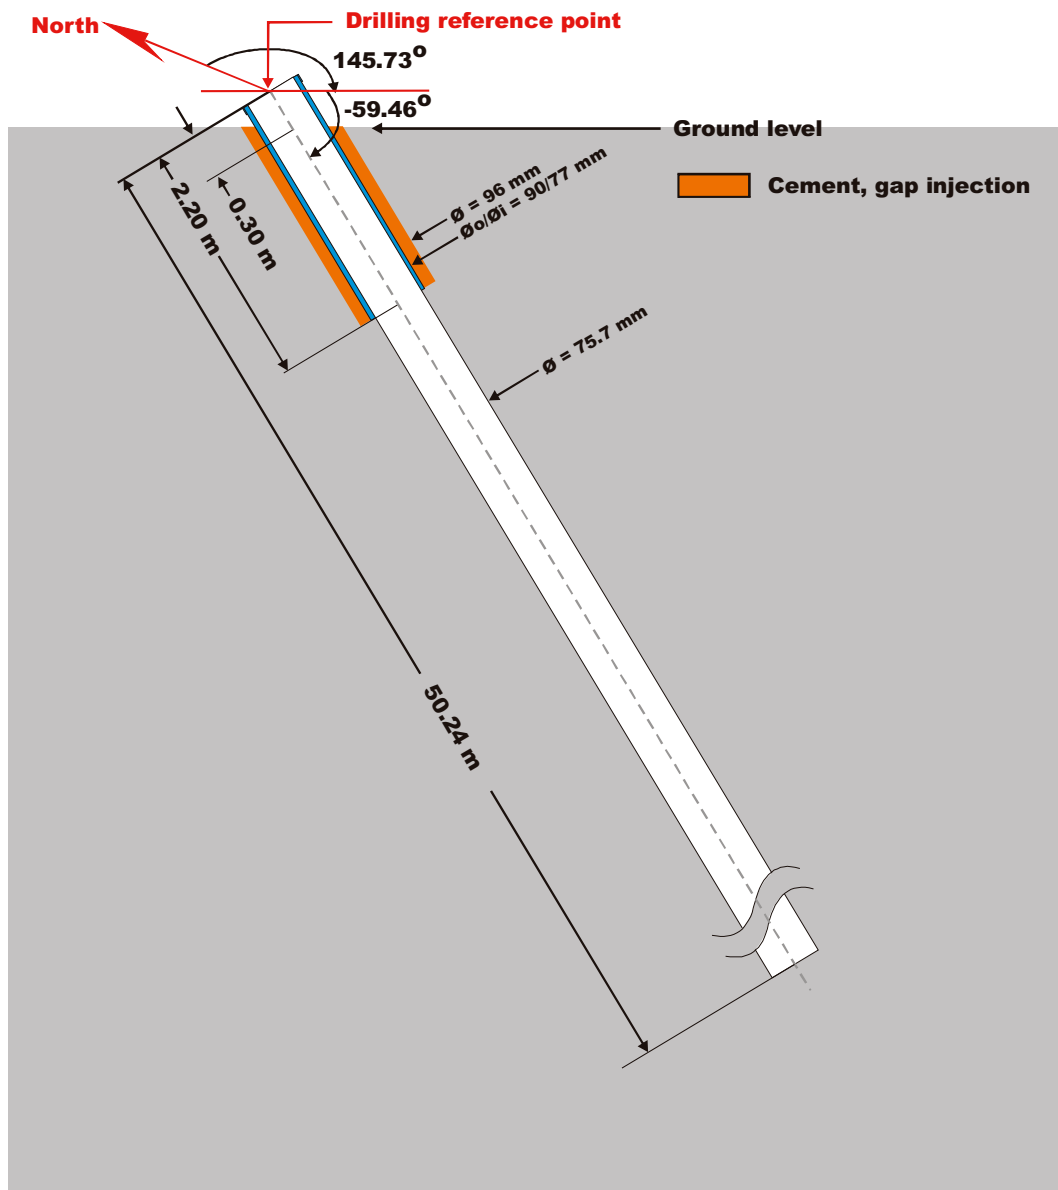 North
Drilling reference point
145.73°
-59.46°
Ground level
Cement, gap injection
Ø = 96 mm
Øo/Øi = 90/77 mm
2.20 m
0.30 m
Ø = 75.7 mm
50.24 m